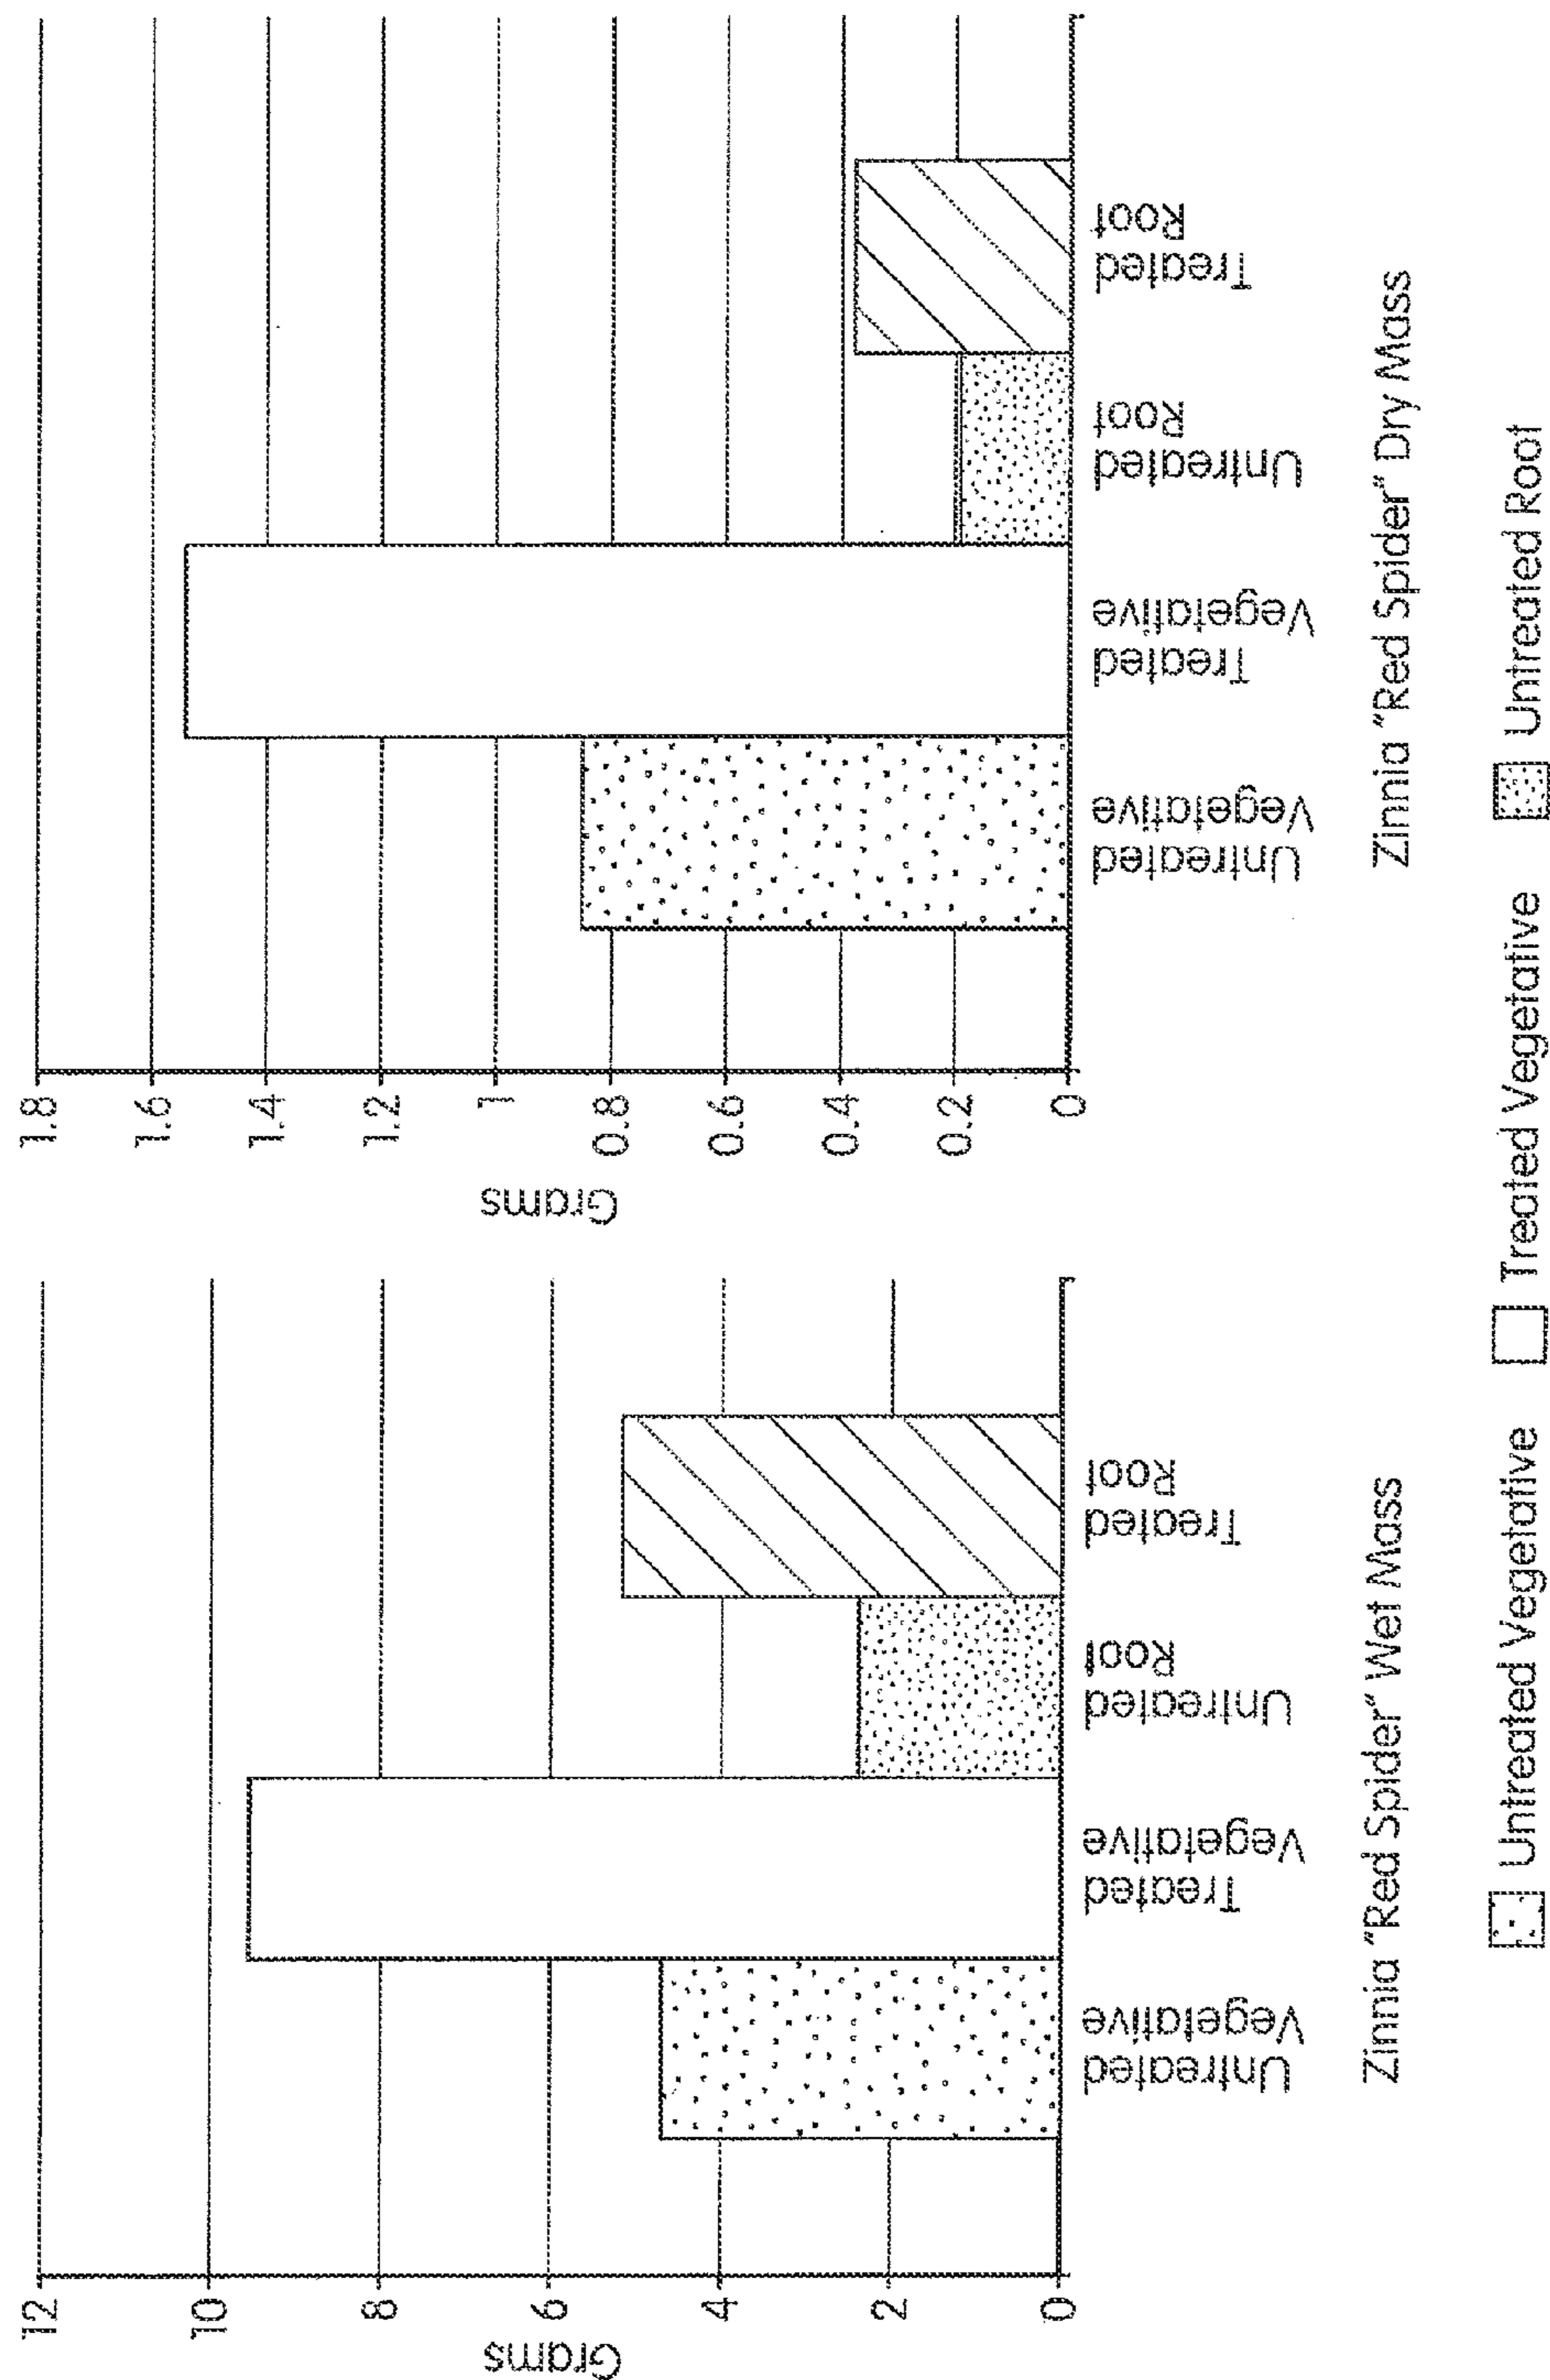 Grams
12
10
8
6
4
2
0
Untreated
Vegetative
Treated
Vegetative
Untreated
Root
Treated
Root
Zinnia "Red Spider" Wet Mass
Grams
1.8
1.6
1.4
1.2
1
0.8
0.6
0.4
0.2
0
Untreated
Vegetative
Treated
Vegetative
Untreated
Root
Treated
Root
Zinnia "Red Spider" Dry Mass
Untreated Vegetative
Treated Vegetative
Untreated Root